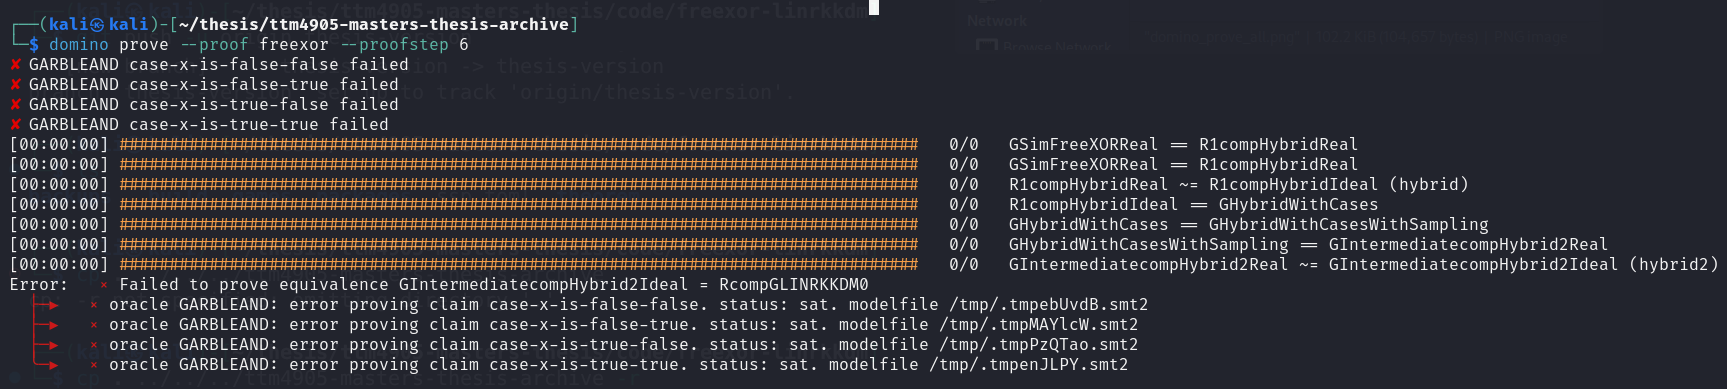 ┌──(kali㉿kali)-[~/thesis/ttm4905-masters-thesis-archive]
└─$ domino prove --proof freexor --proofstep 6
✘ GARBLEAND case-x-is-false-false failed
✘ GARBLEAND case-x-is-false-true failed
✘ GARBLEAND case-x-is-true-false failed
✘ GARBLEAND case-x-is-true-true failed
[00:00:00] ################################################################################ 0/0 GSimFreeXORReal == R1compHybridReal
[00:00:00] ################################################################################ 0/0 GSimFreeXORReal == R1compHybridReal
[00:00:00] ################################################################################ 0/0 R1compHybridReal ~= R1compHybridIdeal (hybrid)
[00:00:00] ################################################################################ 0/0 R1compHybridIdeal == GHybridWithCases
[00:00:00] ################################################################################ 0/0 GHybridWithCases == GHybridWithCasesWithSampling
[00:00:00] ################################################################################ 0/0 GHybridWithCasesWithSampling == GIntermediatecompHybrid2Real
[00:00:00] ################################################################################ 0/0 GIntermediatecompHybrid2Real ~= GIntermediatecompHybrid2Ideal (hybrid2)
Error: × Failed to prove equivalence GIntermediatecompHybrid2Ideal = RcompGLINRKKDM0
├─▶ × oracle GARBLEAND: error proving claim case-x-is-false-false. status: sat. modelfile /tmp/.tmpebUvdB.smt2
├─▶ × oracle GARBLEAND: error proving claim case-x-is-false-true. status: sat. modelfile /tmp/.tmpMAYlcW.smt2
├─▶ × oracle GARBLEAND: error proving claim case-x-is-true-false. status: sat. modelfile /tmp/.tmpPzQTao.smt2
╰─▶ × oracle GARBLEAND: error proving claim case-x-is-true-true. status: sat. modelfile /tmp/.tmpenJLPY.smt2